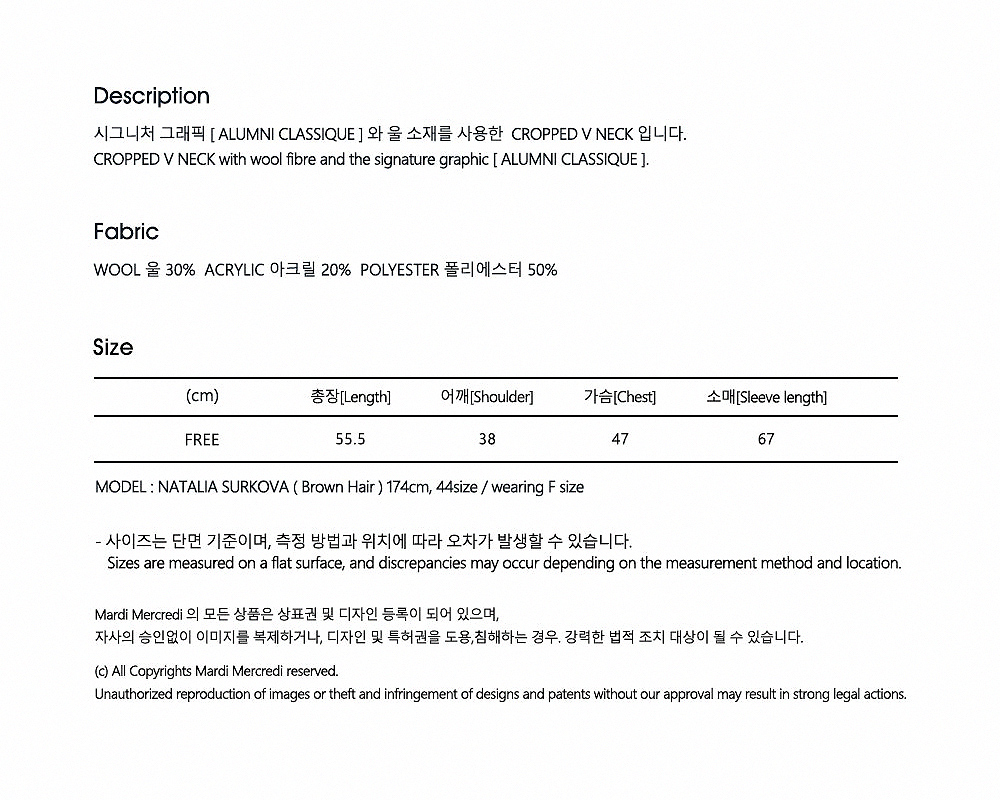 Description
시그니처 그래픽 [ ALUMNI CLASSIQUE ] 와 울 소재를 사용한 CROPPED V NECK 입니다.
CROPPED V NECK with wool fibre and the signature graphic [ ALUMNI CLASSIQUE ].
Fabric
WOOL 울 30% ACRYLIC 아크릴 20% POLYESTER 폴리에스터 50%
Size
(cm) 총장[Length] 어깨[Shoulder] 가슴[Chest] 소매[Sleeve length]
FREE 55.5 38 47 67
MODEL : NATALIA SURKOVA ( Brown Hair ) 174cm, 44size / wearing F size
- 사이즈는 단면 기준이며, 측정 방법과 위치에 따라 오차가 발생할 수 있습니다.
Sizes are measured on a flat surface, and discrepancies may occur depending on the measurement method and location.
Mardi Mercredi 의 모든 상품은 상표권 및 디자인 등록이 되어 있으며,
자사의 승인없이 이미지를 복제하거나, 디자인 및 특허권을 도용,침해하는 경우. 강력한 법적 조치 대상이 될 수 있습니다.
(c) All Copyrights Mardi Mercredi reserved.
Unauthorized reproduction of images or theft and infringement of designs and patents without our approval may result in strong legal actions.